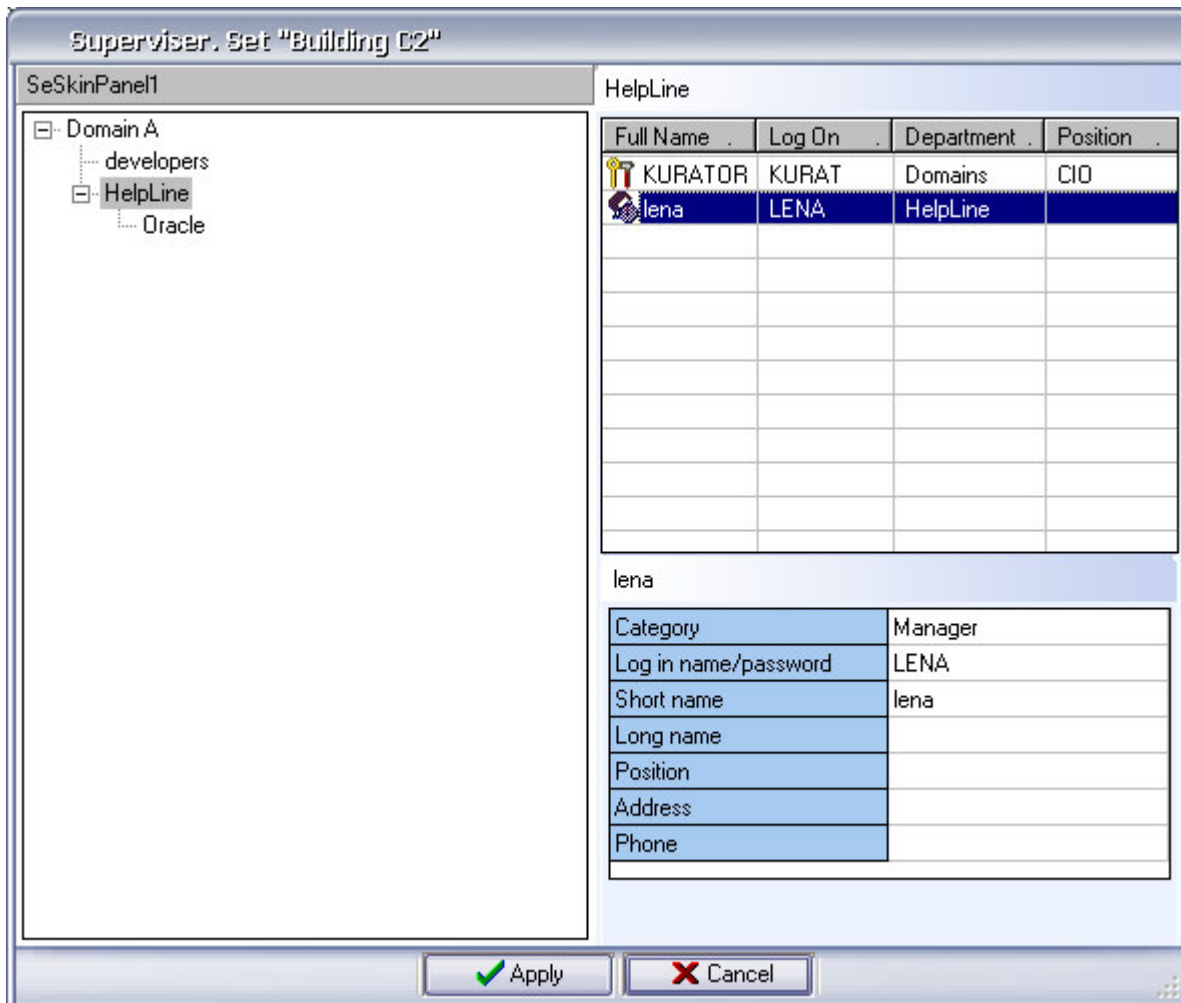 Superviser. Set "Building C2"
SeSkinPanel1
Domain A
developers
HelpLine
Oracle
HelpLine
Full Name . Log On . Department . Position .
KURATOR KURAT Domains CIO
lena LENA HelpLine
lena
Category Manager
Log in name/password LENA
Short name lena
Long name
Position
Address
Phone
Apply Cancel